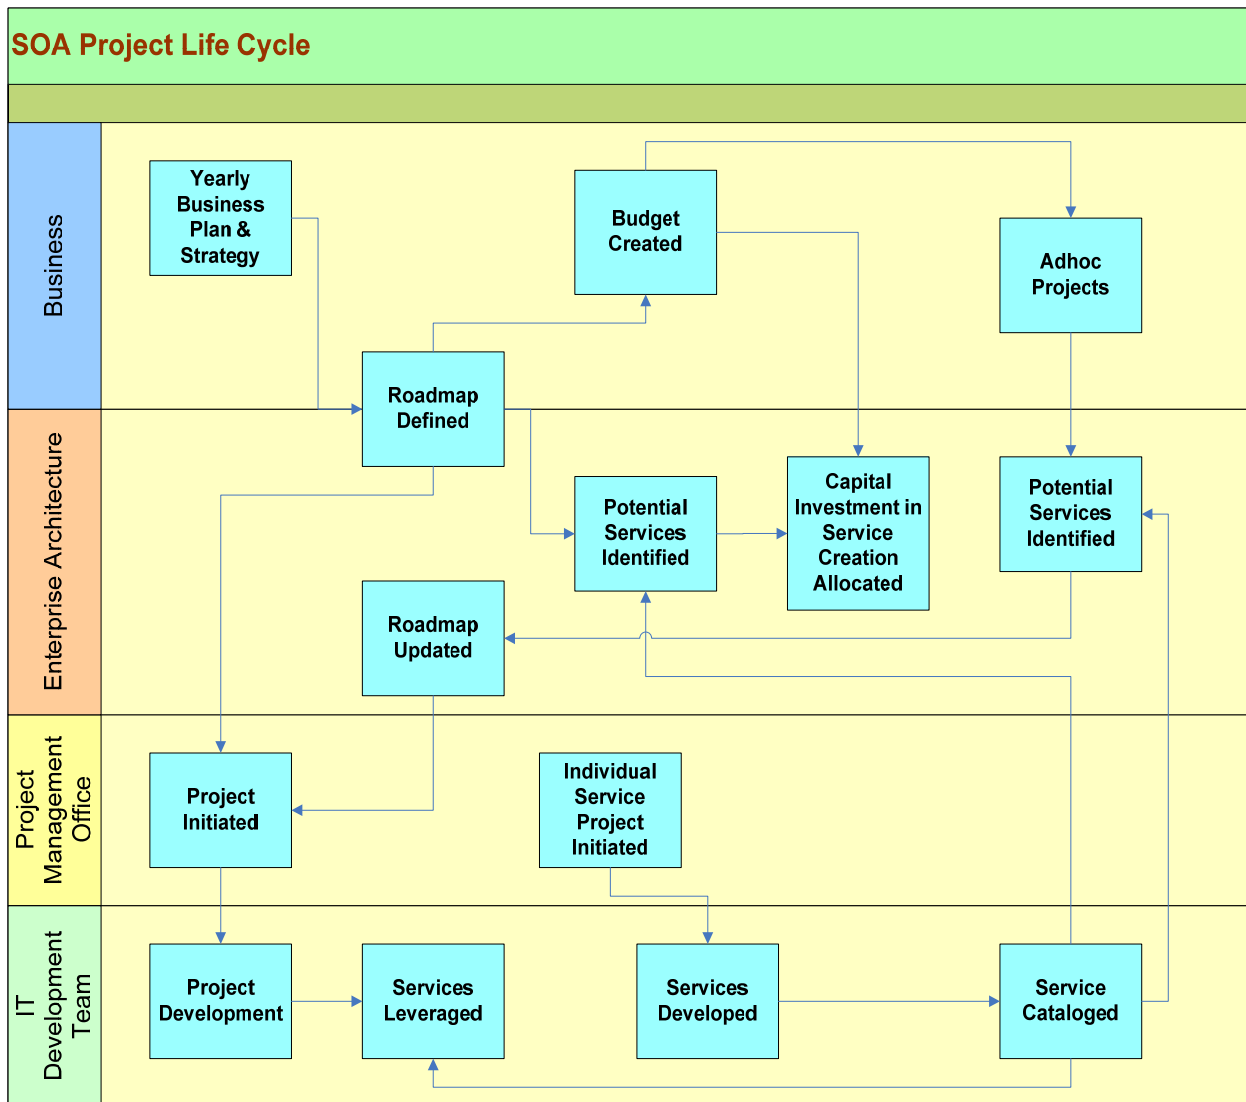 SOA Project Life Cycle
Business
Yearly
Business
Plan &
Strategy
Budget
Created
Adhoc
Projects
Roadmap
Defined
Enterprise Architecture
Potential
Services
Identified
Capital
Investment in
Service
Creation
Allocated
Potential
Services
Identified
Roadmap
Updated
Project
Management
Office
Project
Initiated
Individual
Service
Project
Initiated
IT
Development
Team
Project
Development
Services
Leveraged
Services
Developed
Service
Cataloged